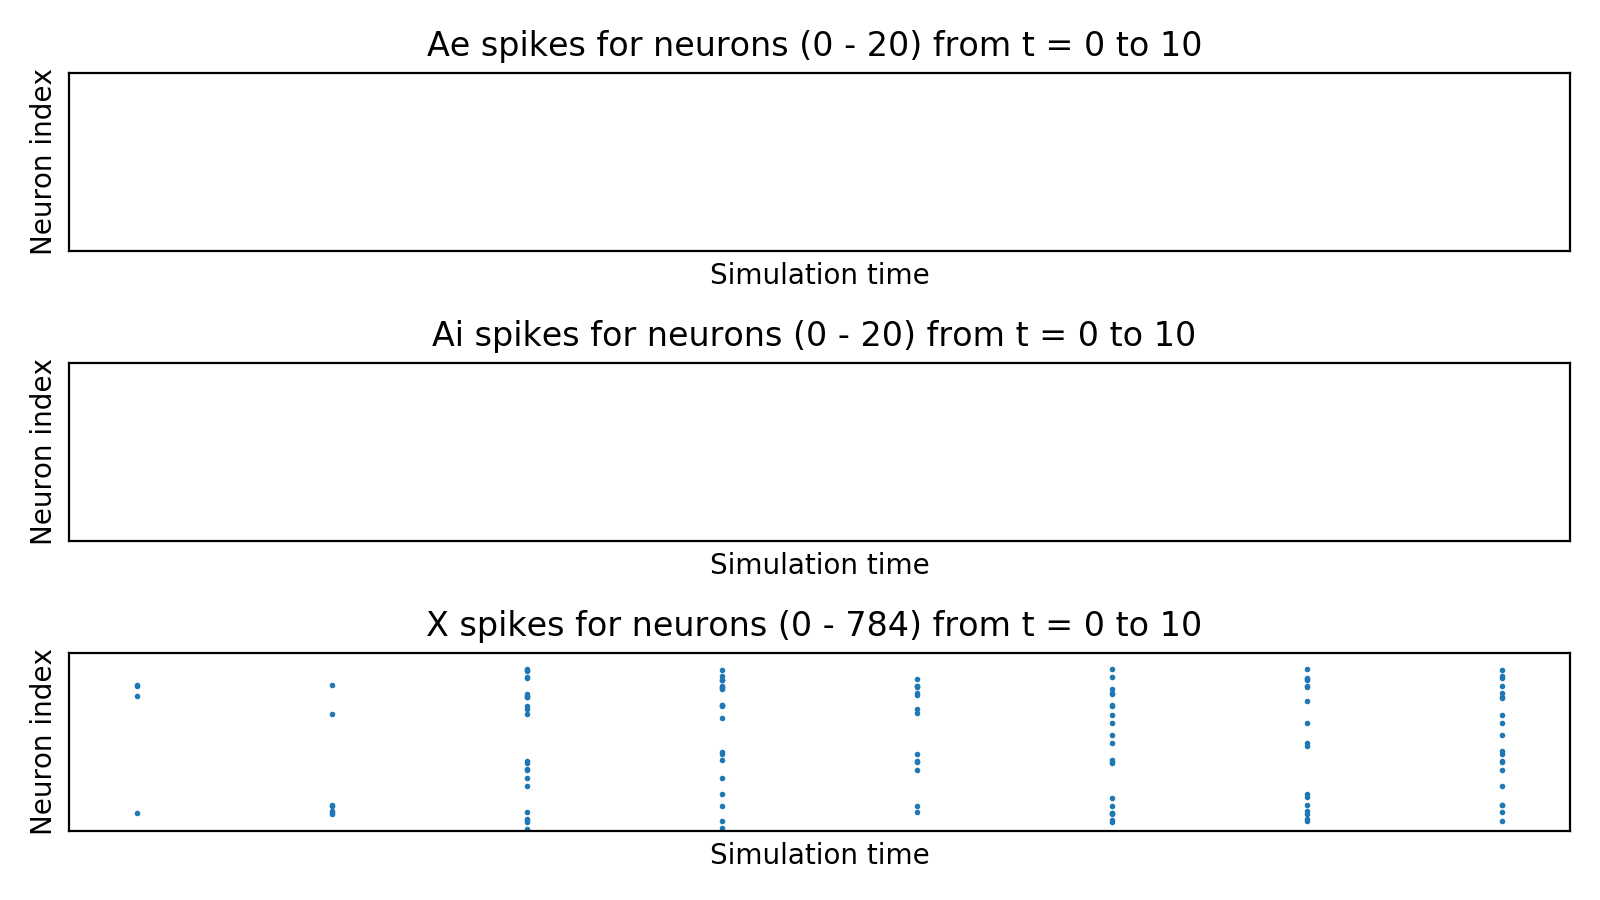 Ae spikes for neurons (0 - 20) from t = 0 to 10
Neuron index
Simulation time
Ai spikes for neurons (0 - 20) from t = 0 to 10
Neuron index
Simulation time
X spikes for neurons (0 - 784) from t = 0 to 10
Neuron index
Simulation time